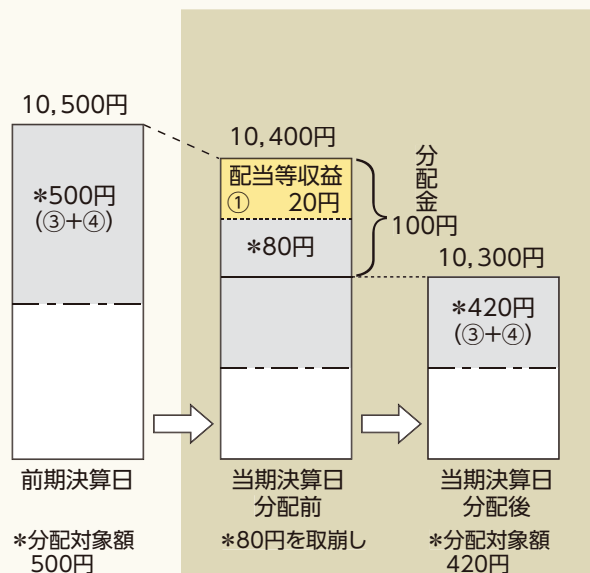 10,500円
*500円
(③+④)
前期決算日
*分配対象額
500円
10,400円
配当等収益
① 20円
*80円
分配金
100円
当期決算日
分配前
*80円を取崩し
10,300円
*420円
(③+④)
当期決算日
分配後
*分配対象額
420円